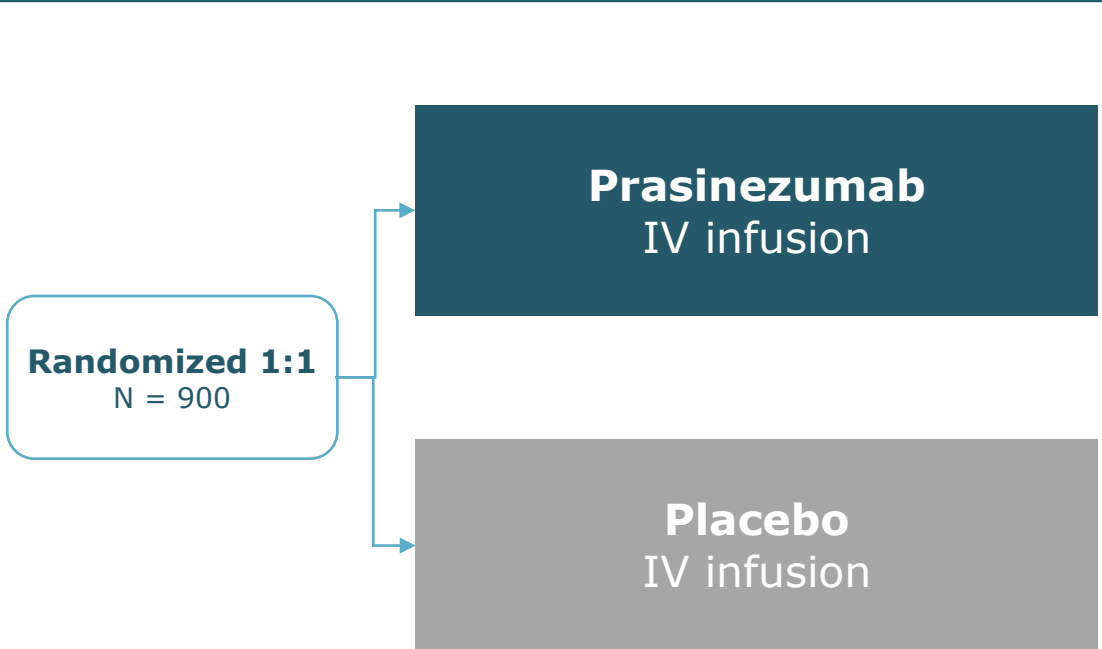 Prasinezumab
IV infusion
Randomized 1:1
N = 900
Placebo
IV infusion